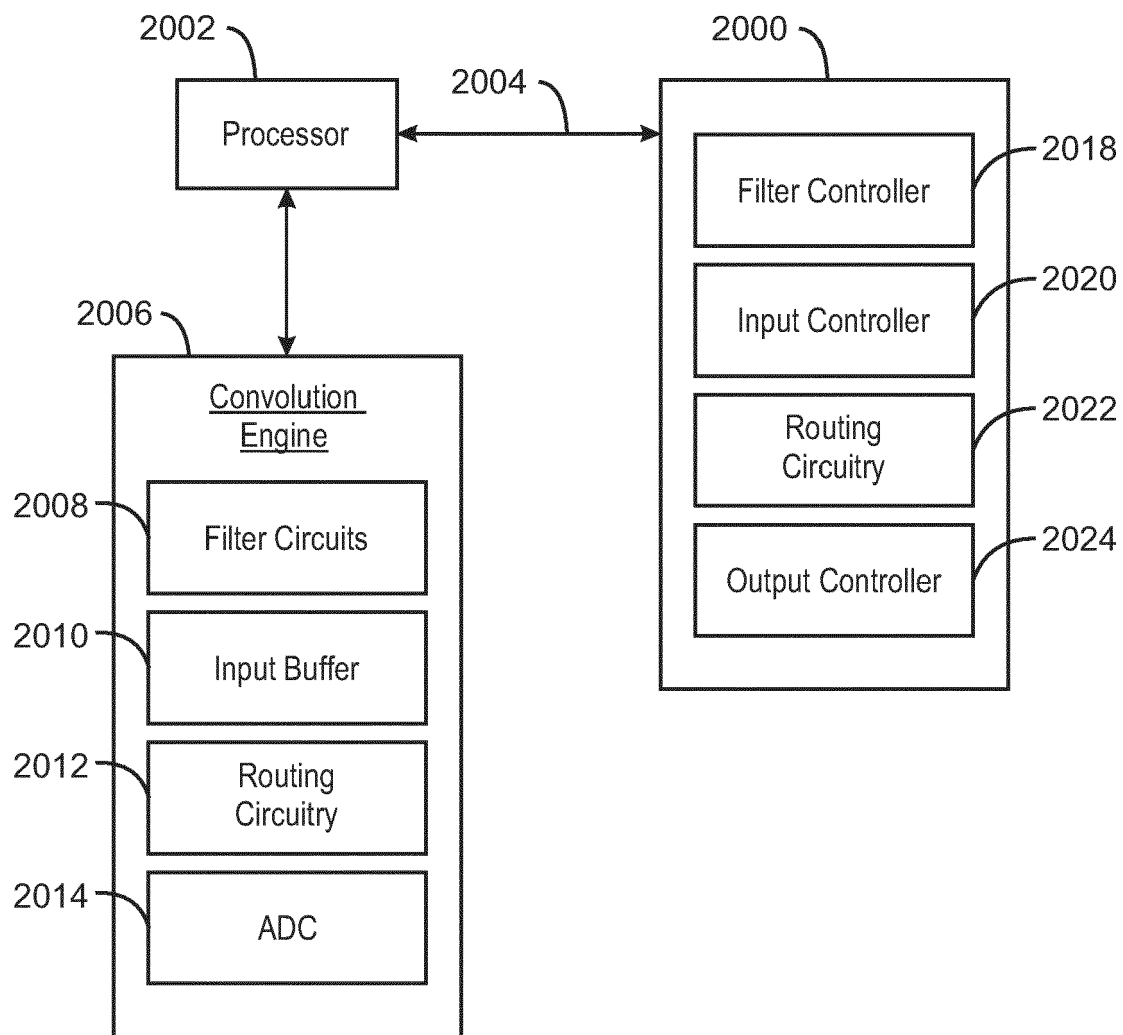 2002
2000
Processor
2004
Filter Controller
2018
Input Controller
2020
Routing
Circuitry
2022
Output Controller
2024
2006
Convolution
Engine
2008
Filter Circuits
2010
Input Buffer
2012
Routing
Circuitry
2014
ADC